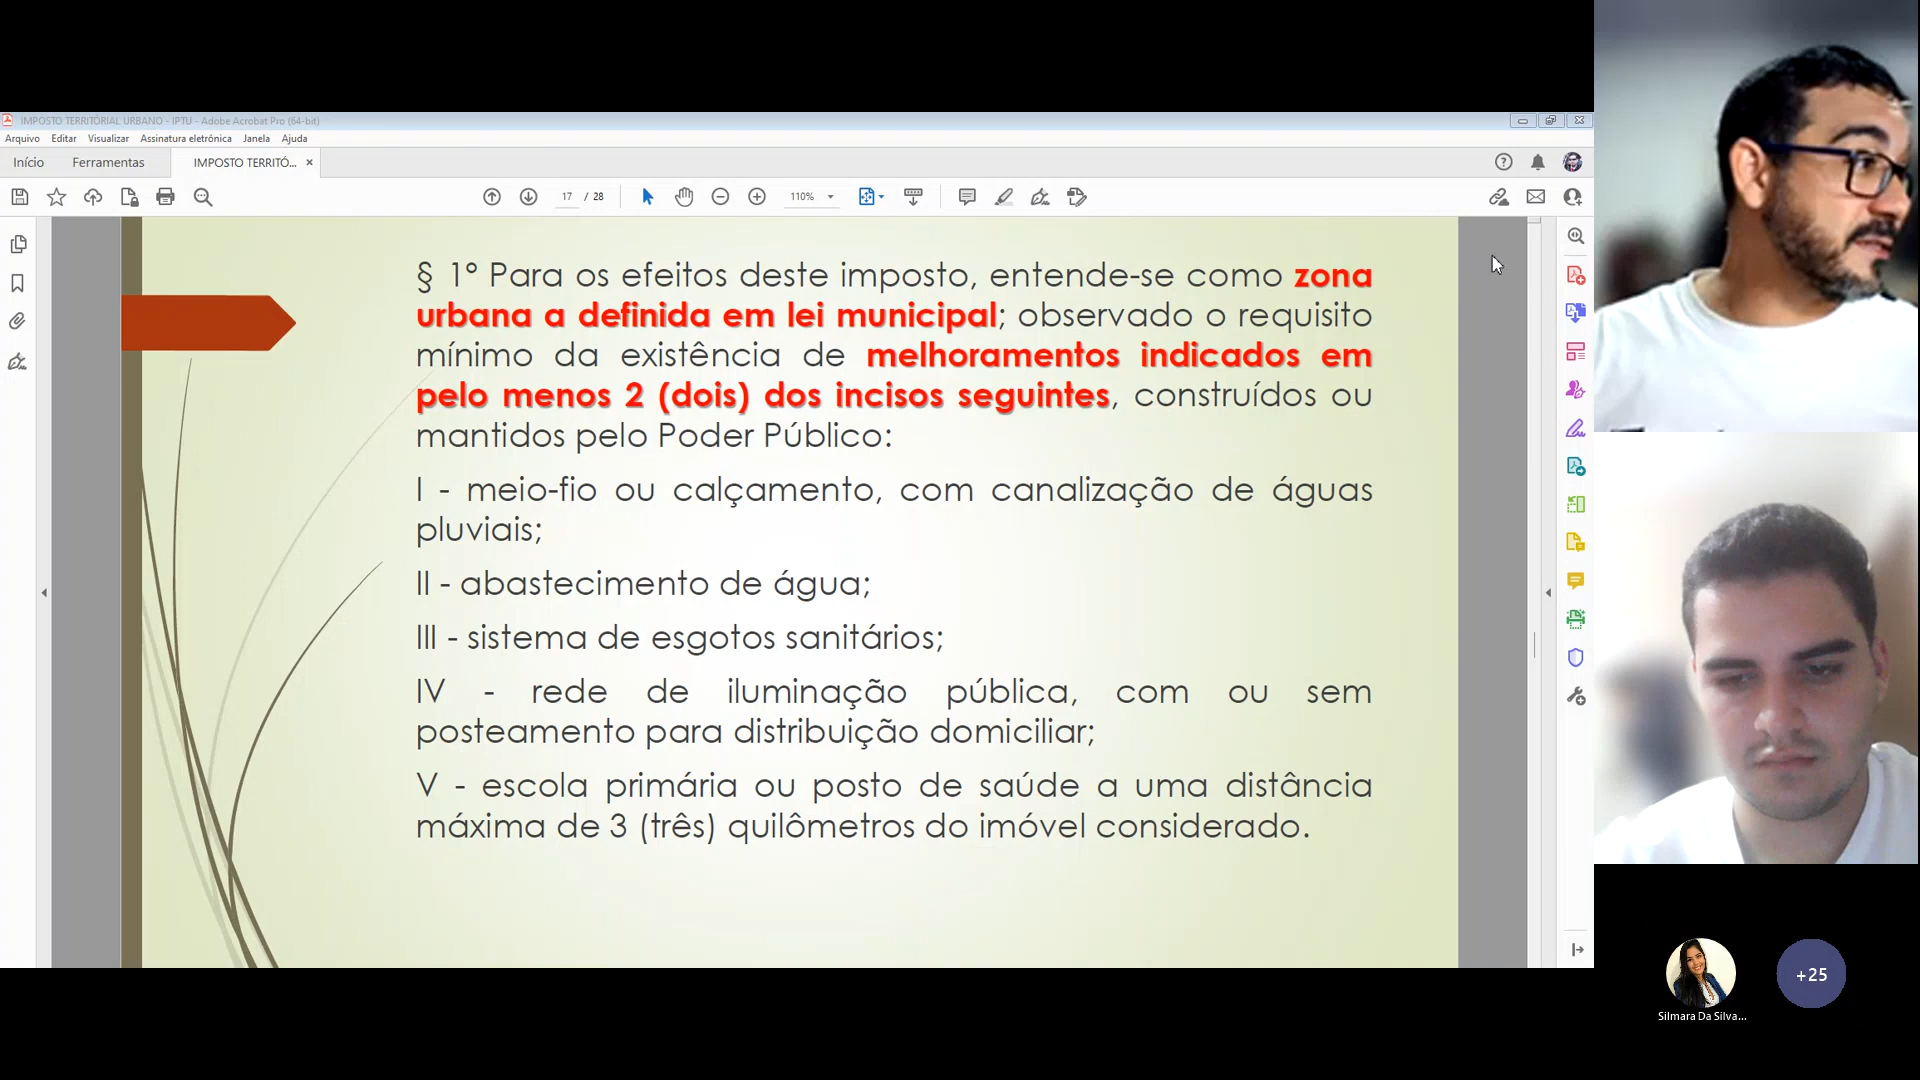 IMPOSTO TERRITÓRIAL URBANO - IPTU - Adobe Acrobat Pro (64-bit)
Arquivo Editar Visualizar Assinatura eletrônica Janela Ajuda
Início Ferramentas IMPOSTO TERRITÓ... ×
17 / 28 110%
§ 1º Para os efeitos deste imposto, entende-se como zona
urbana a definida em lei municipal; observado o requisito
mínimo da existência de melhoramentos indicados em
pelo menos 2 (dois) dos incisos seguintes, construídos ou
mantidos pelo Poder Público:
I - meio-fio ou calçamento, com canalização de águas
pluviais;
II - abastecimento de água;
III - sistema de esgotos sanitários;
IV - rede de iluminação pública, com ou sem
posteamento para distribuição domiciliar;
V - escola primária ou posto de saúde a uma distância
máxima de 3 (três) quilômetros do imóvel considerado.
+25
Silmara Da Silva...